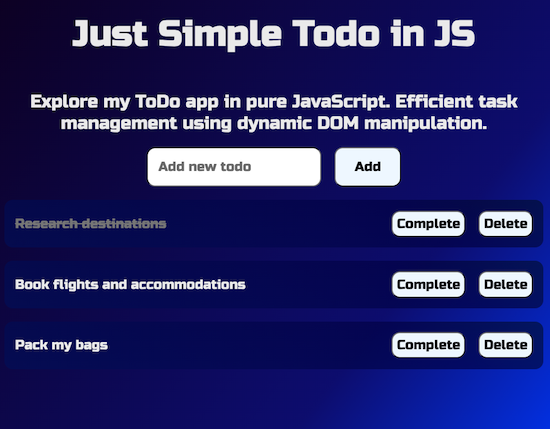 Just Simple Todo in JS
Explore my ToDo app in pure JavaScript. Efficient task
management using dynamic DOM manipulation.
Add new todo Add
Research destinations Complete Delete
Book flights and accommodations Complete Delete
Pack my bags Complete Delete